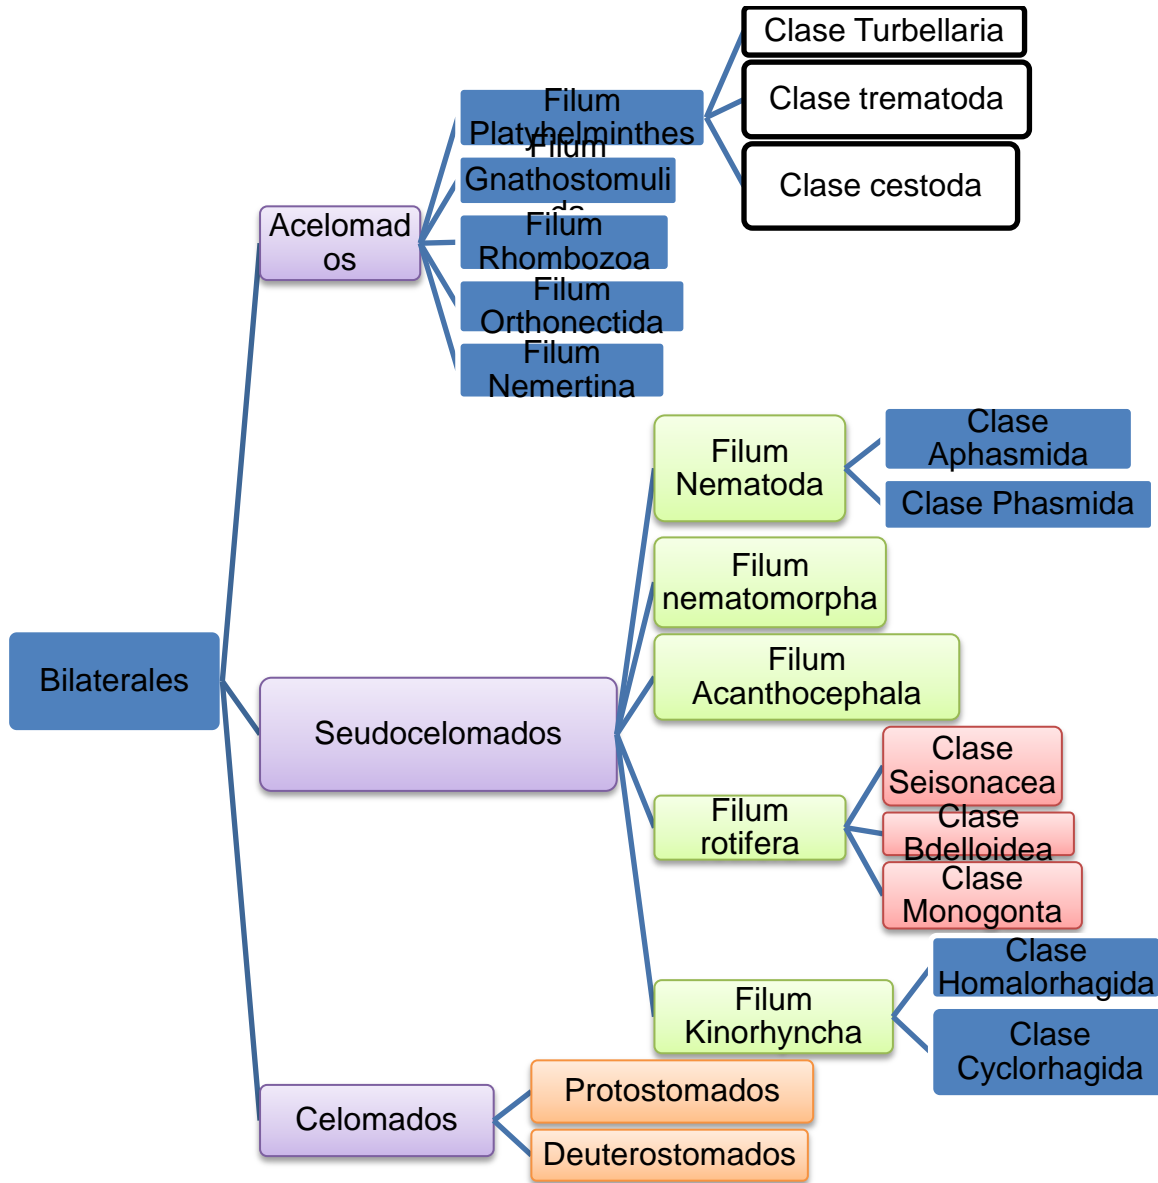 Clase Turbellaria
Clase trematoda
Clase cestoda
Filum
Platyhelminthes
Filum
Gnathostomuli
da
Filum
Rhombozoa
Filum
Orthonectida
Filum
Nemertina
Acelomad
os
Filum
Nematoda
Clase
Aphasmida
Clase Phasmida
Filum
nematomorpha
Filum
Acanthocephala
Bilaterales
Seudocelomados
Filum
rotifera
Clase
Seisonacea
Clase
Bdelloidea
Clase
Monogonta
Filum
Kinorhyncha
Clase
Homalorhagida
Clase
Cyclorhagida
Celomados
Protostomados
Deuterostomados